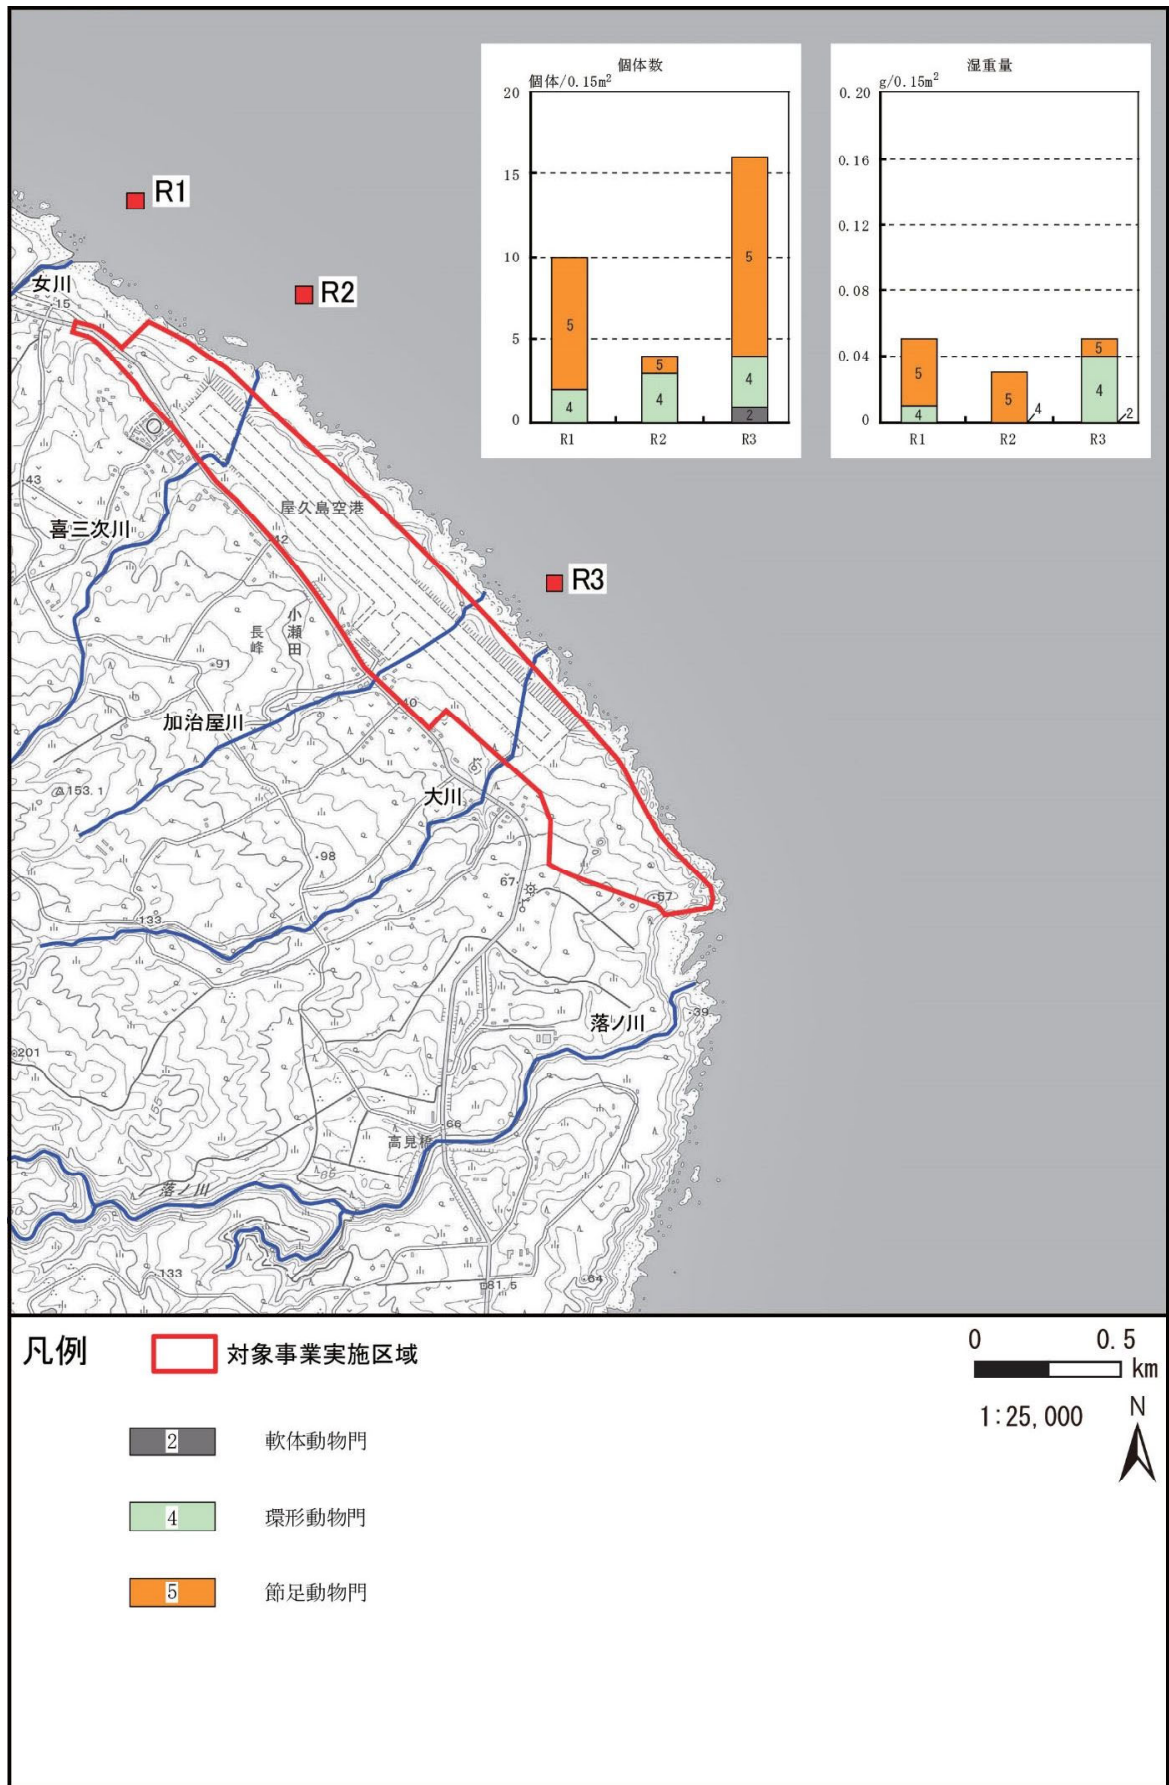 個体数
個体/0.15m²
20
15
10
5
0
5
4
5
4
5
4
2
R1
R2
R3
湿重量
g/0.15m²
0.20
0.16
0.12
0.08
0.04
0
5
4
5
4
5
4
2
R1
R2
R3
R1
R2
女川
15
屋久島空港
43
喜三次川
42
R3
小瀬田
長峰
91
加治屋川
40
153.1
大川
98
67
57
133
落ノ川
39
201
155
66
高見橋
落ノ川
133
81.5
64
凡例
対象事業実施区域
0 0.5
km
1:25,000
N
2 軟体動物門
4 環形動物門
5 節足動物門